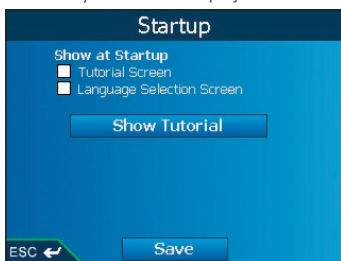 Startup
Show at Startup
Tutorial Screen
Language Selection Screen
Show Tutorial
ESC
Save